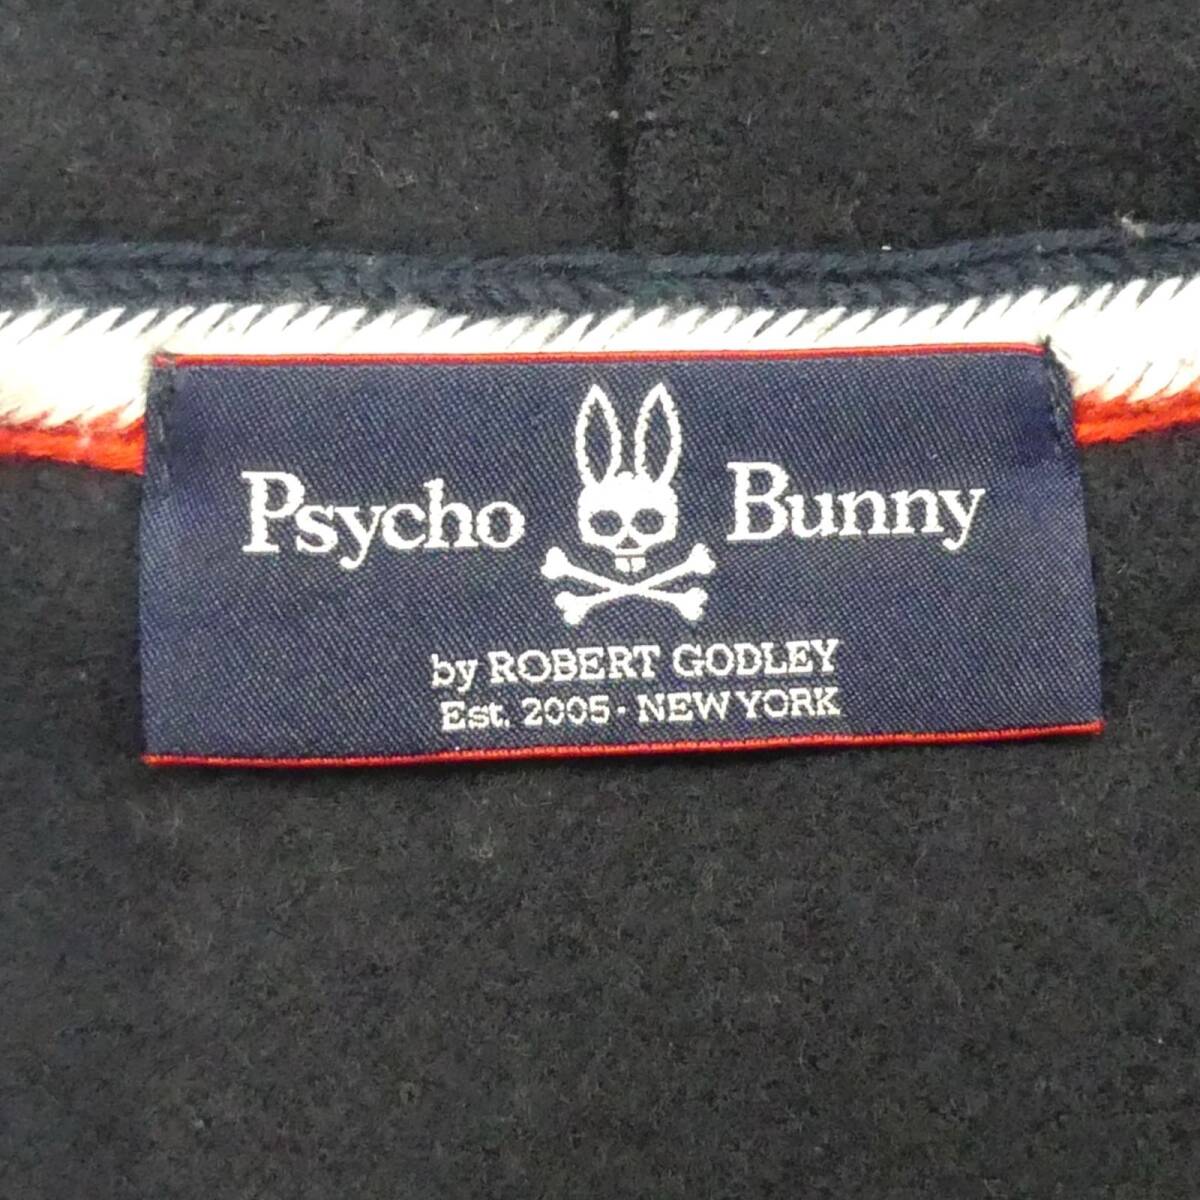 Psycho Bunny
by ROBERT GODLEY
Est. 2005 · NEW YORK